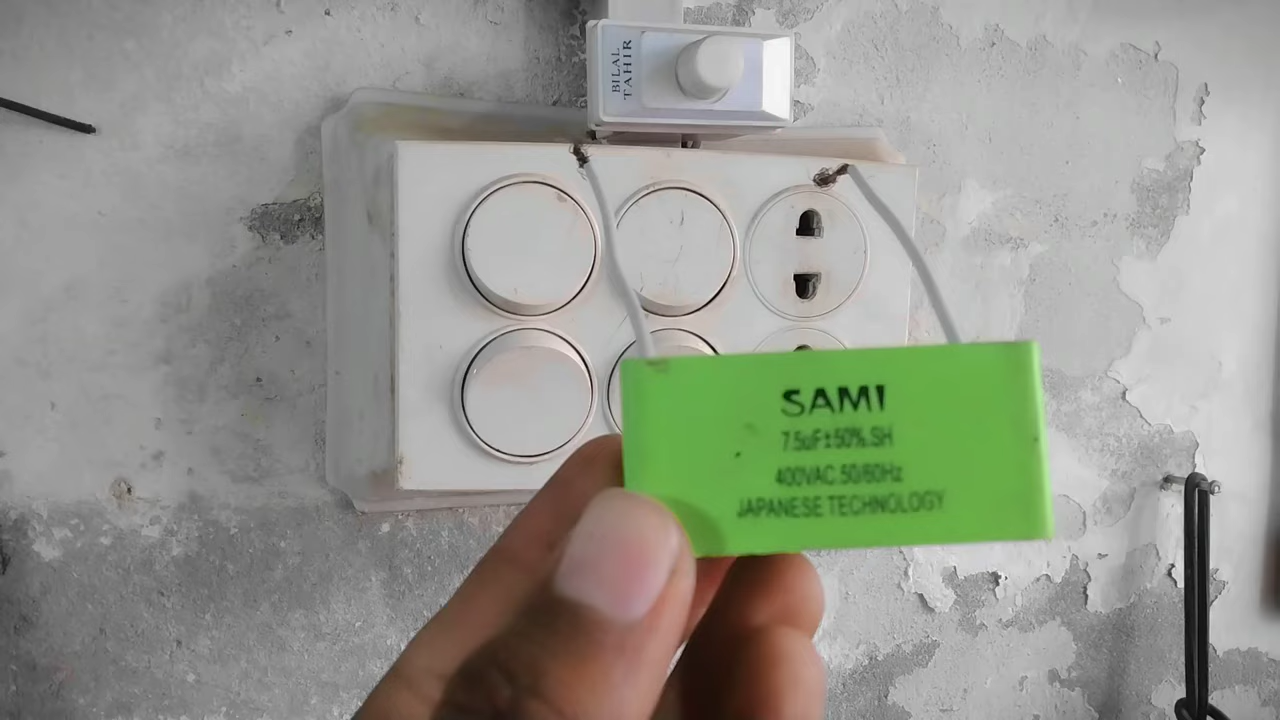 BILAL
TAHIR
SAMI
7.5uF±50%.SH
400VAC.50/60Hz
JAPANESE TECHNOLOGY